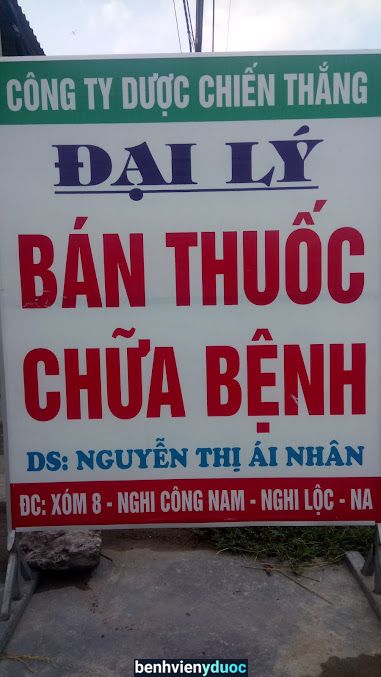 CÔNG TY DƯỢC CHIẾN THẮNG
ĐẠI LÝ
BÁN THUỐC
CHỮA BỆNH
DS: NGUYỄN THỊ ÁI NHÂN
ĐC: XÓM 8 - NGHI CÔNG NAM - NGHI LỘC - NA
benhvienyduoc